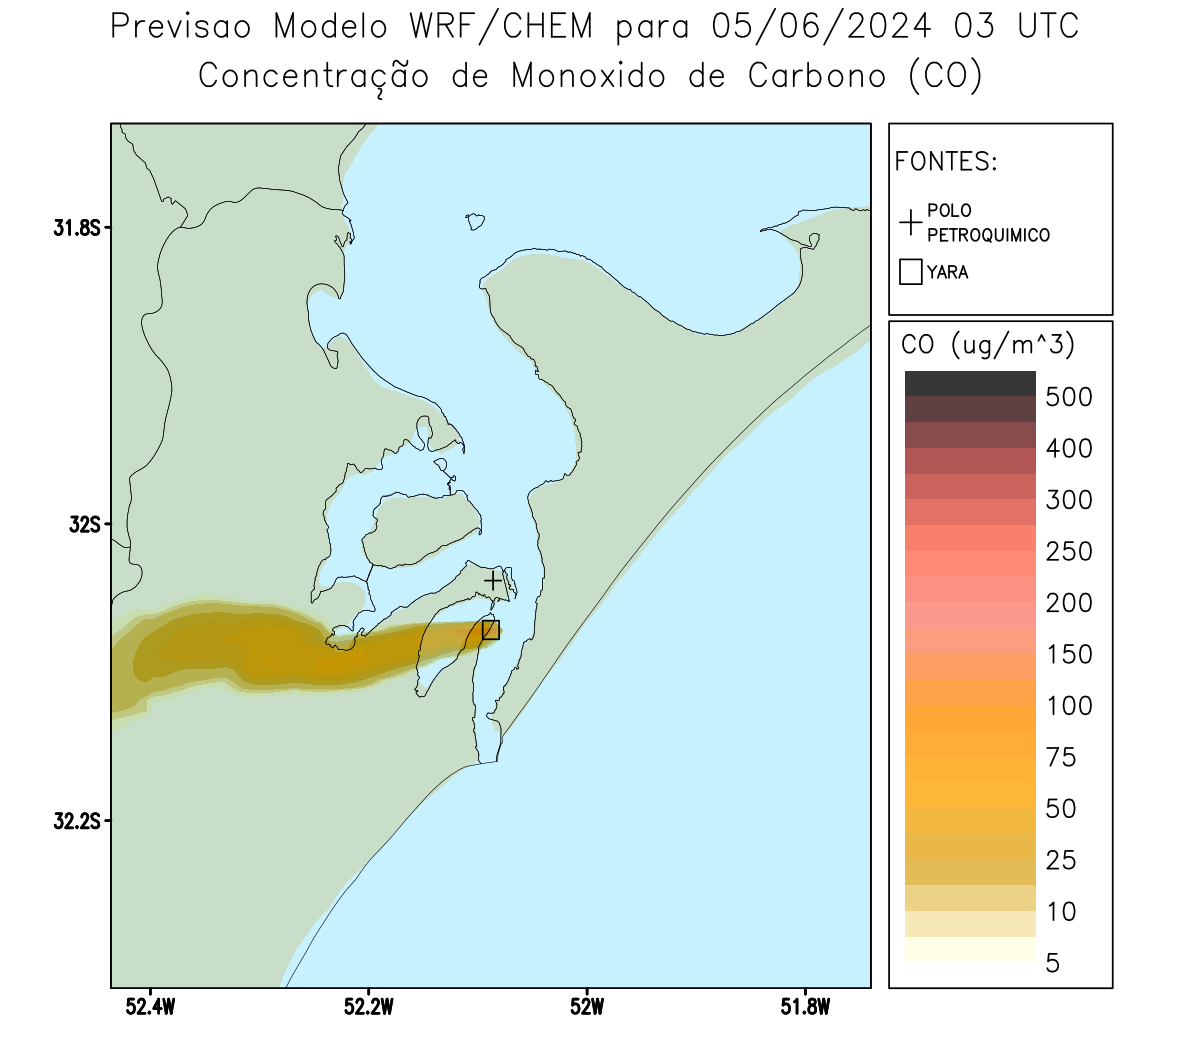 Previsao Modelo WRF/CHEM para 05/06/2024 03 UTC
Concentração de Monoxido de Carbono (CO)
FONTES:
POLO
PETROQUIMICO
YARA
CO (ug/m^3)
500
400
300
250
200
150
100
75
50
25
10
5
31.8S
32S
32.2S
52.4W
52.2W
52W
51.8W